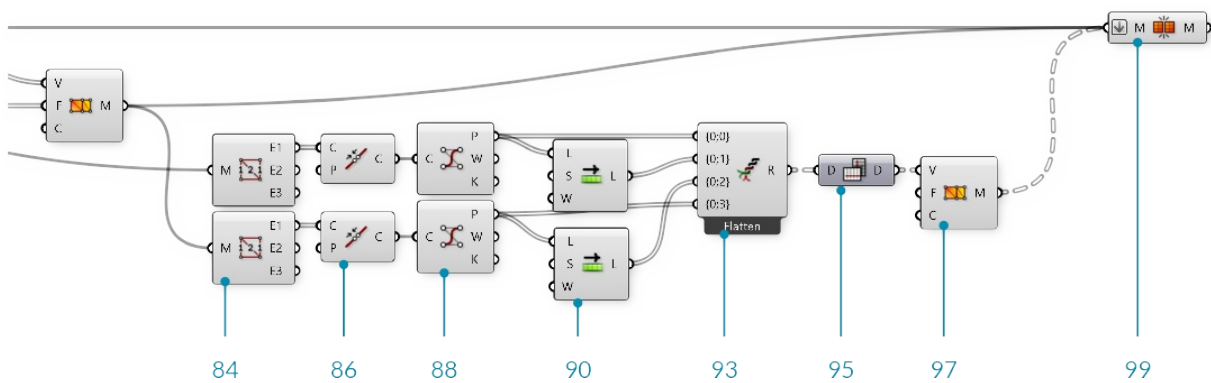 M M
V
F M
C
E1
M E2
E3
C C
P
P
C W
K
L
S L
W
{0;0}
{0;1}
{0;2}
{0;3}
R
Flatten
D D
V
F M
C
E1
M E2
E3
C C
P
P
C W
K
L
S L
W
84 86 88 90 93 95 97 99